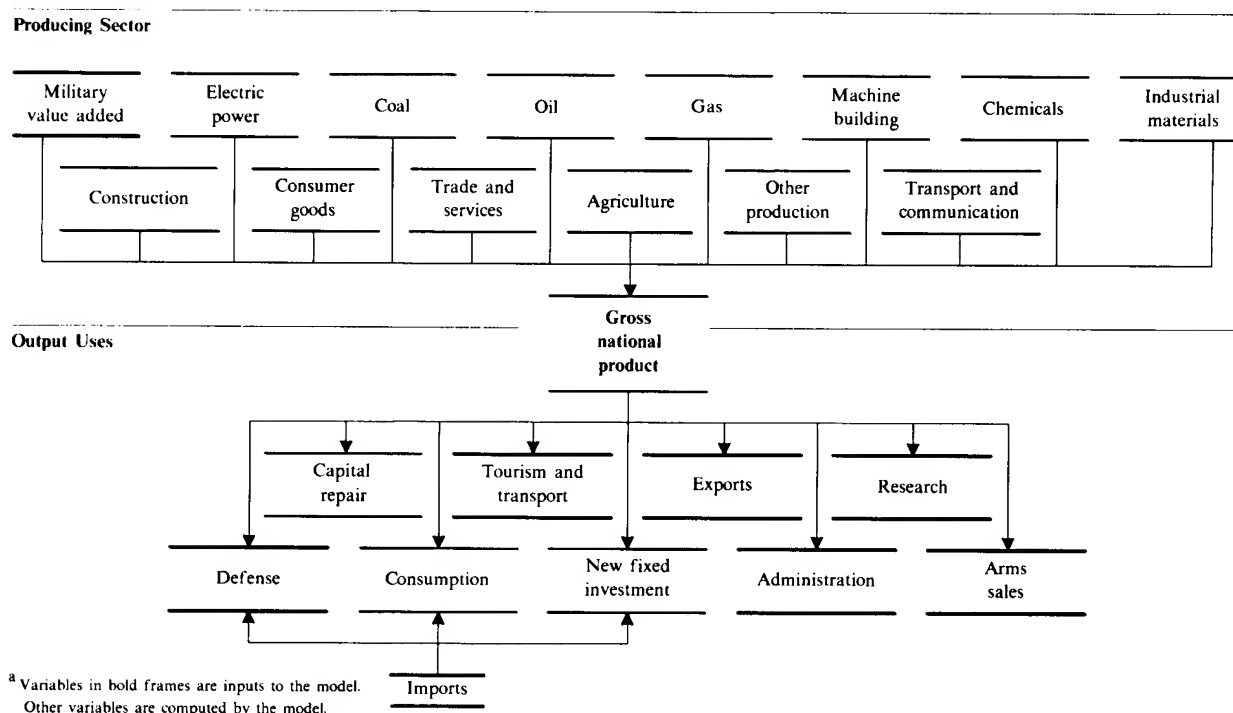 Producing Sector
Military
value added
Electric
power
Coal
Oil
Gas
Machine
building
Chemicals
Industrial
materials
Construction
Consumer
goods
Trade and
services
Agriculture
Other
production
Transport and
communication
Gross
national
product
Output Uses
Capital
repair
Tourism and
transport
Exports
Research
Defense
Consumption
New fixed
investment
Administration
Arms
sales
Imports
a Variables in bold frames are inputs to the model.
Other variables are computed by the model.